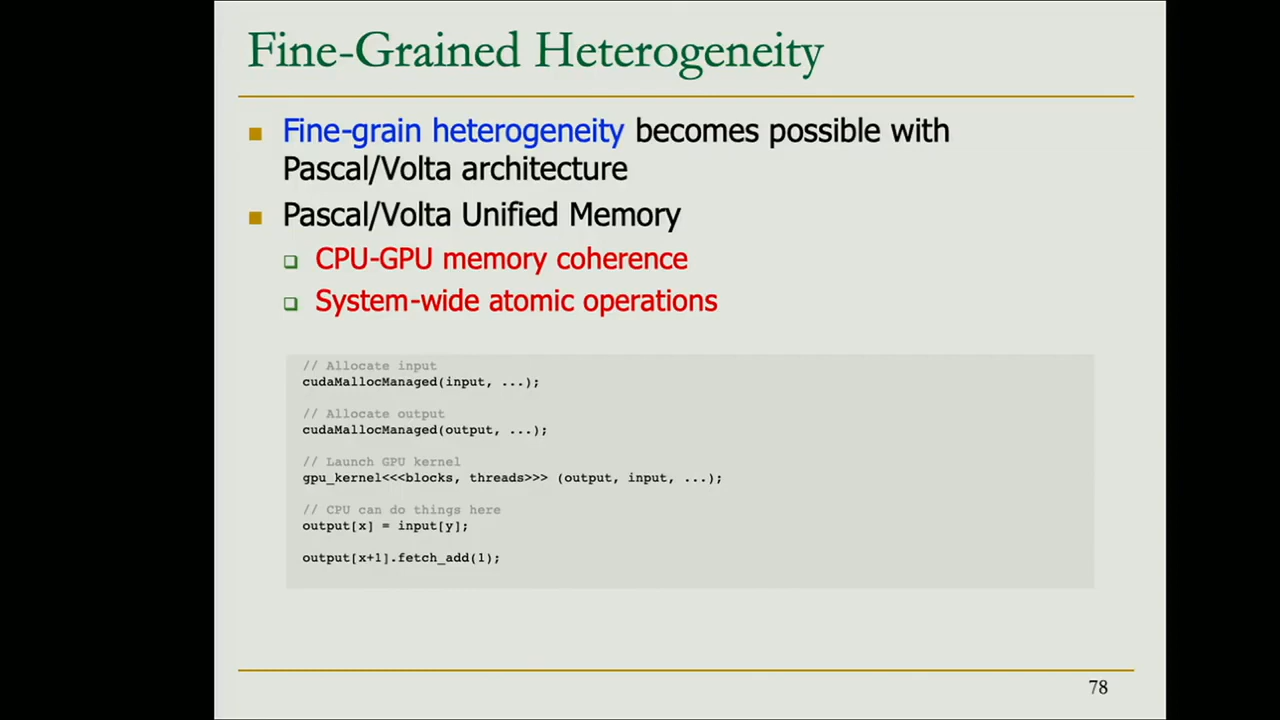 Fine-Grained Heterogeneity
Fine-grain heterogeneity becomes possible with
Pascal/Volta architecture
Pascal/Volta Unified Memory
CPU-GPU memory coherence
System-wide atomic operations
// Allocate input
cudaMallocManaged(input, ...);
// Allocate output
cudaMallocManaged(output, ...);
// Launch GPU kernel
gpu_kernel<<<blocks, threads>>> (output, input, ...);
// CPU can do things here
output[x] = input[y];
output[x+1].fetch_add(1);
78